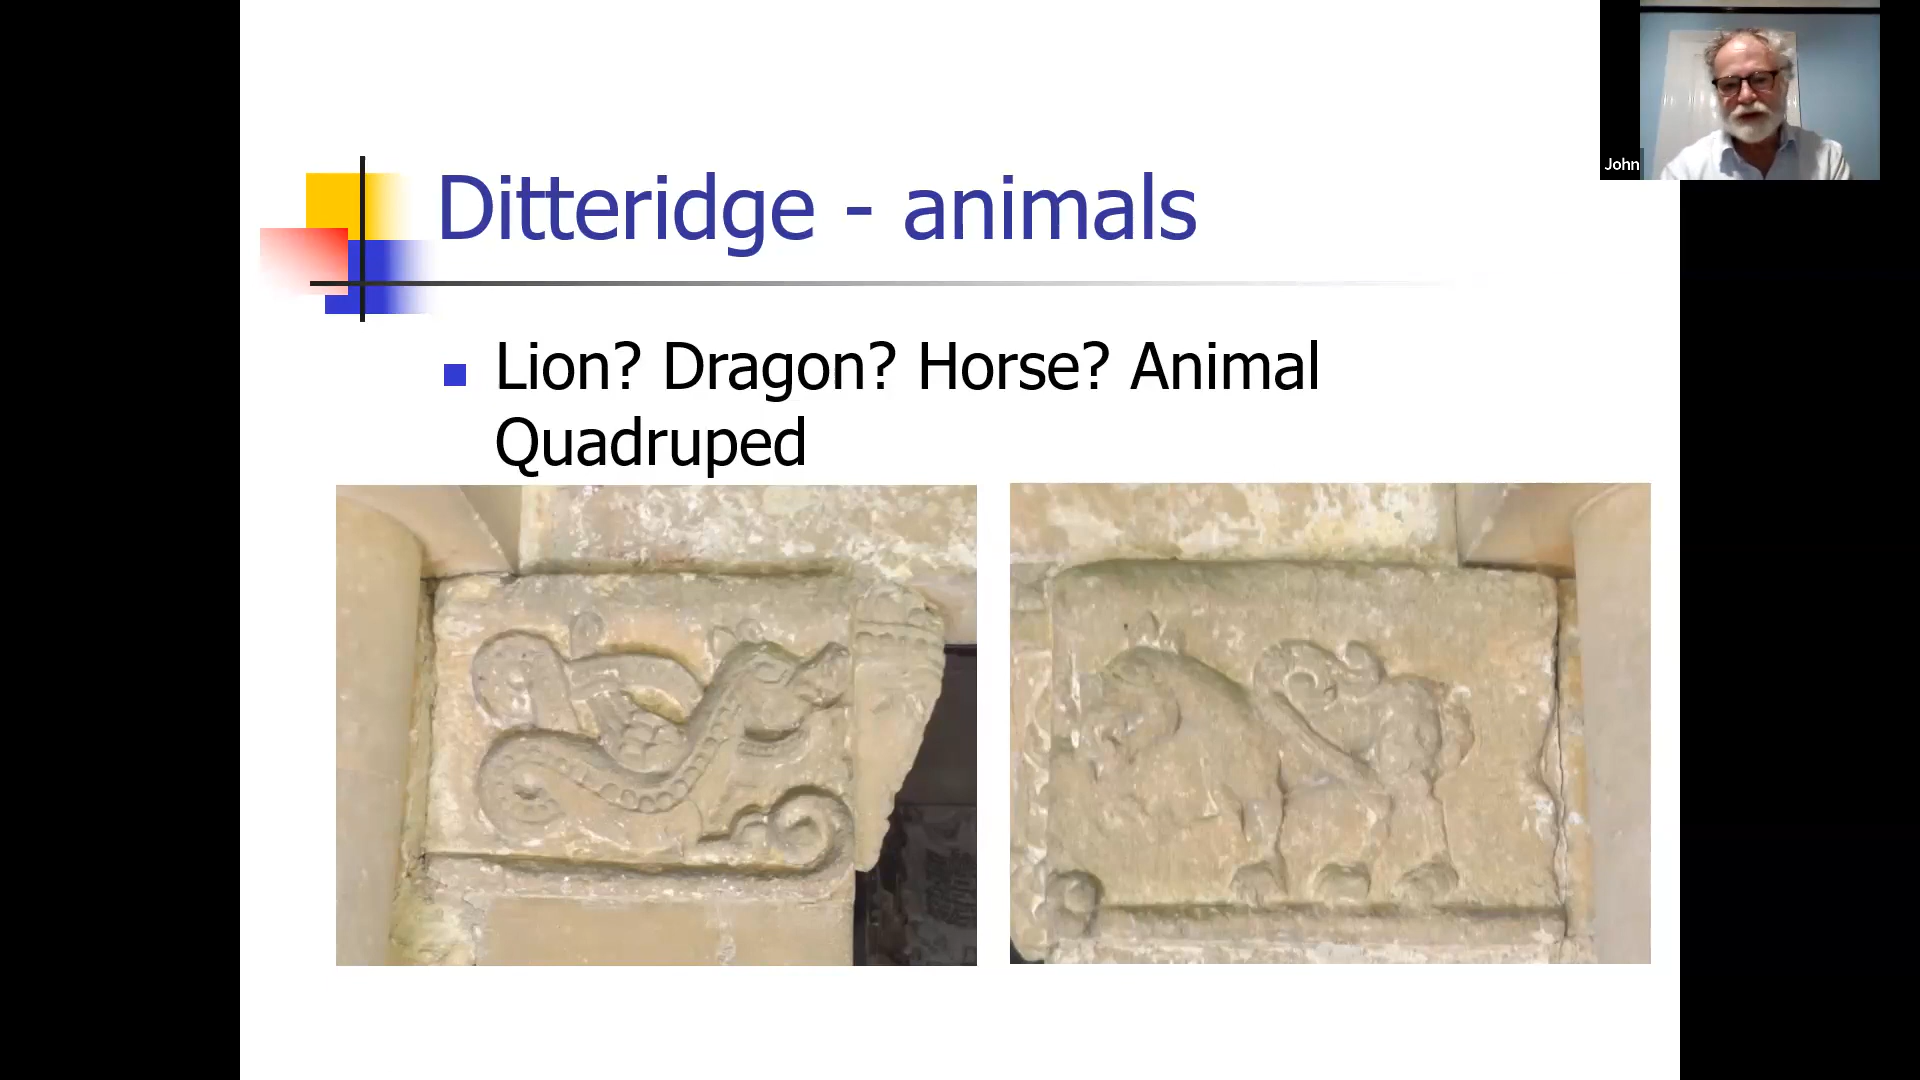 Ditteridge - animals
Lion? Dragon? Horse? Animal
Quadruped
John